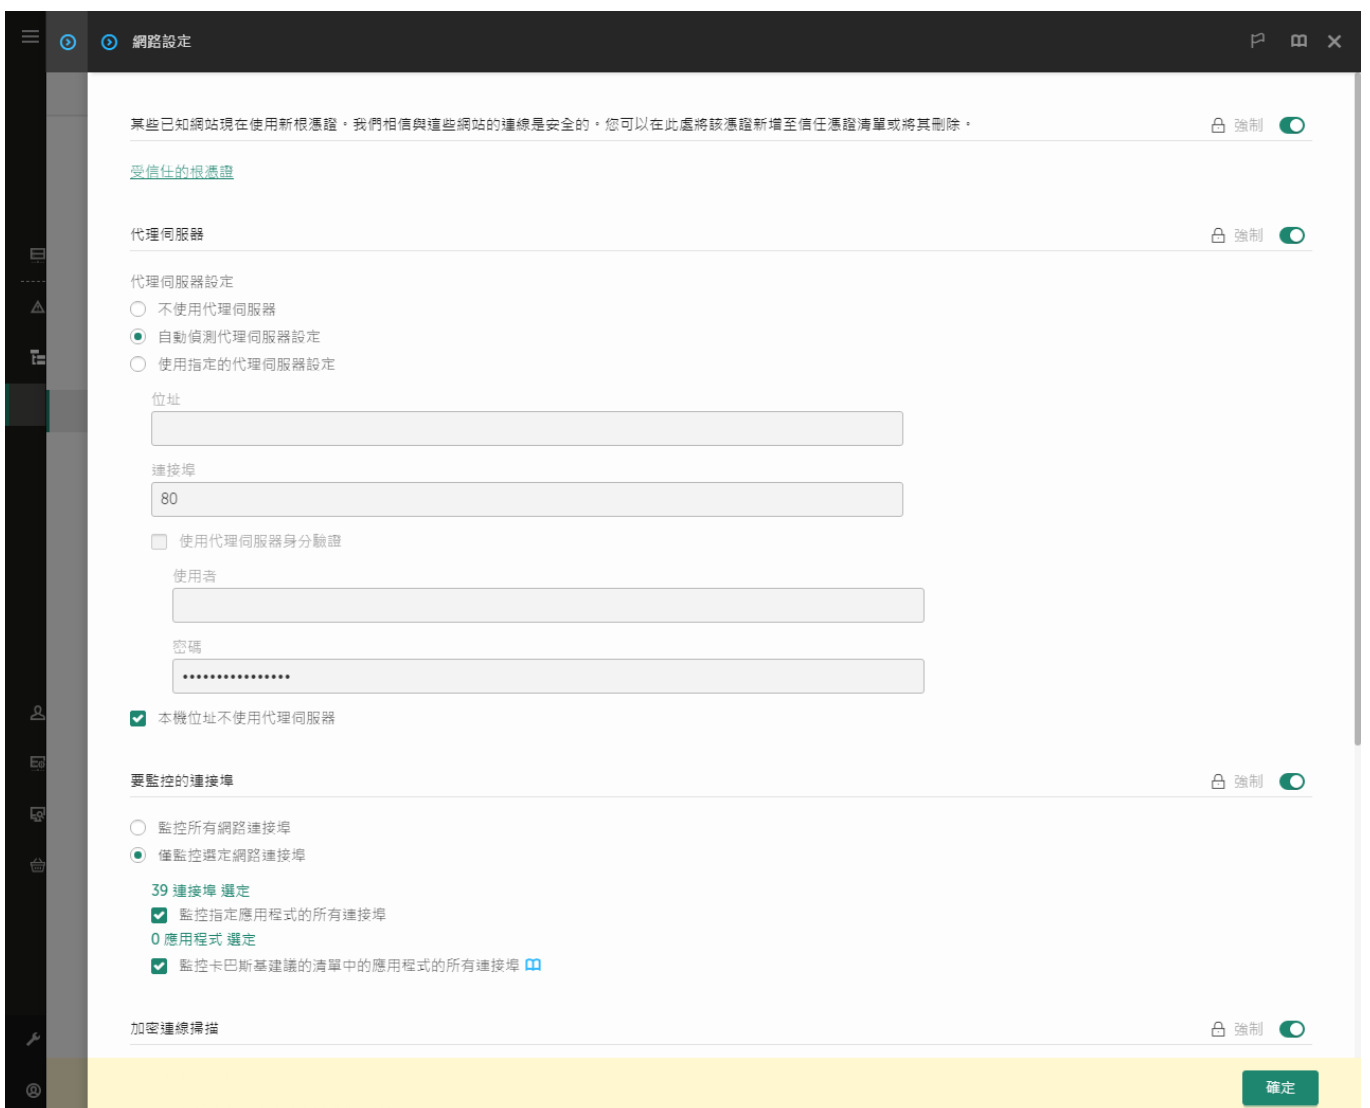 網路設定
某些已知網站現在使用新根憑證。我們相信與這些網站的連線是安全的。您可以在此處將該憑證新增至信任憑證清單或將其刪除。
強制
受信任的根憑證
代理伺服器
強制
代理伺服器設定
不使用代理伺服器
自動偵測代理伺服器設定
使用指定的代理伺服器設定
位址
連接埠
80
使用代理伺服器身分驗證
使用者
密碼
••••••••••••••••
本機位址不使用代理伺服器
要監控的連接埠
強制
監控所有網路連接埠
僅監控選定網路連接埠
39 連接埠 選定
監控指定應用程式的所有連接埠
0 應用程式 選定
監控卡巴斯基建議的清單中的應用程式的所有連接埠
加密連線掃描
強制
確定